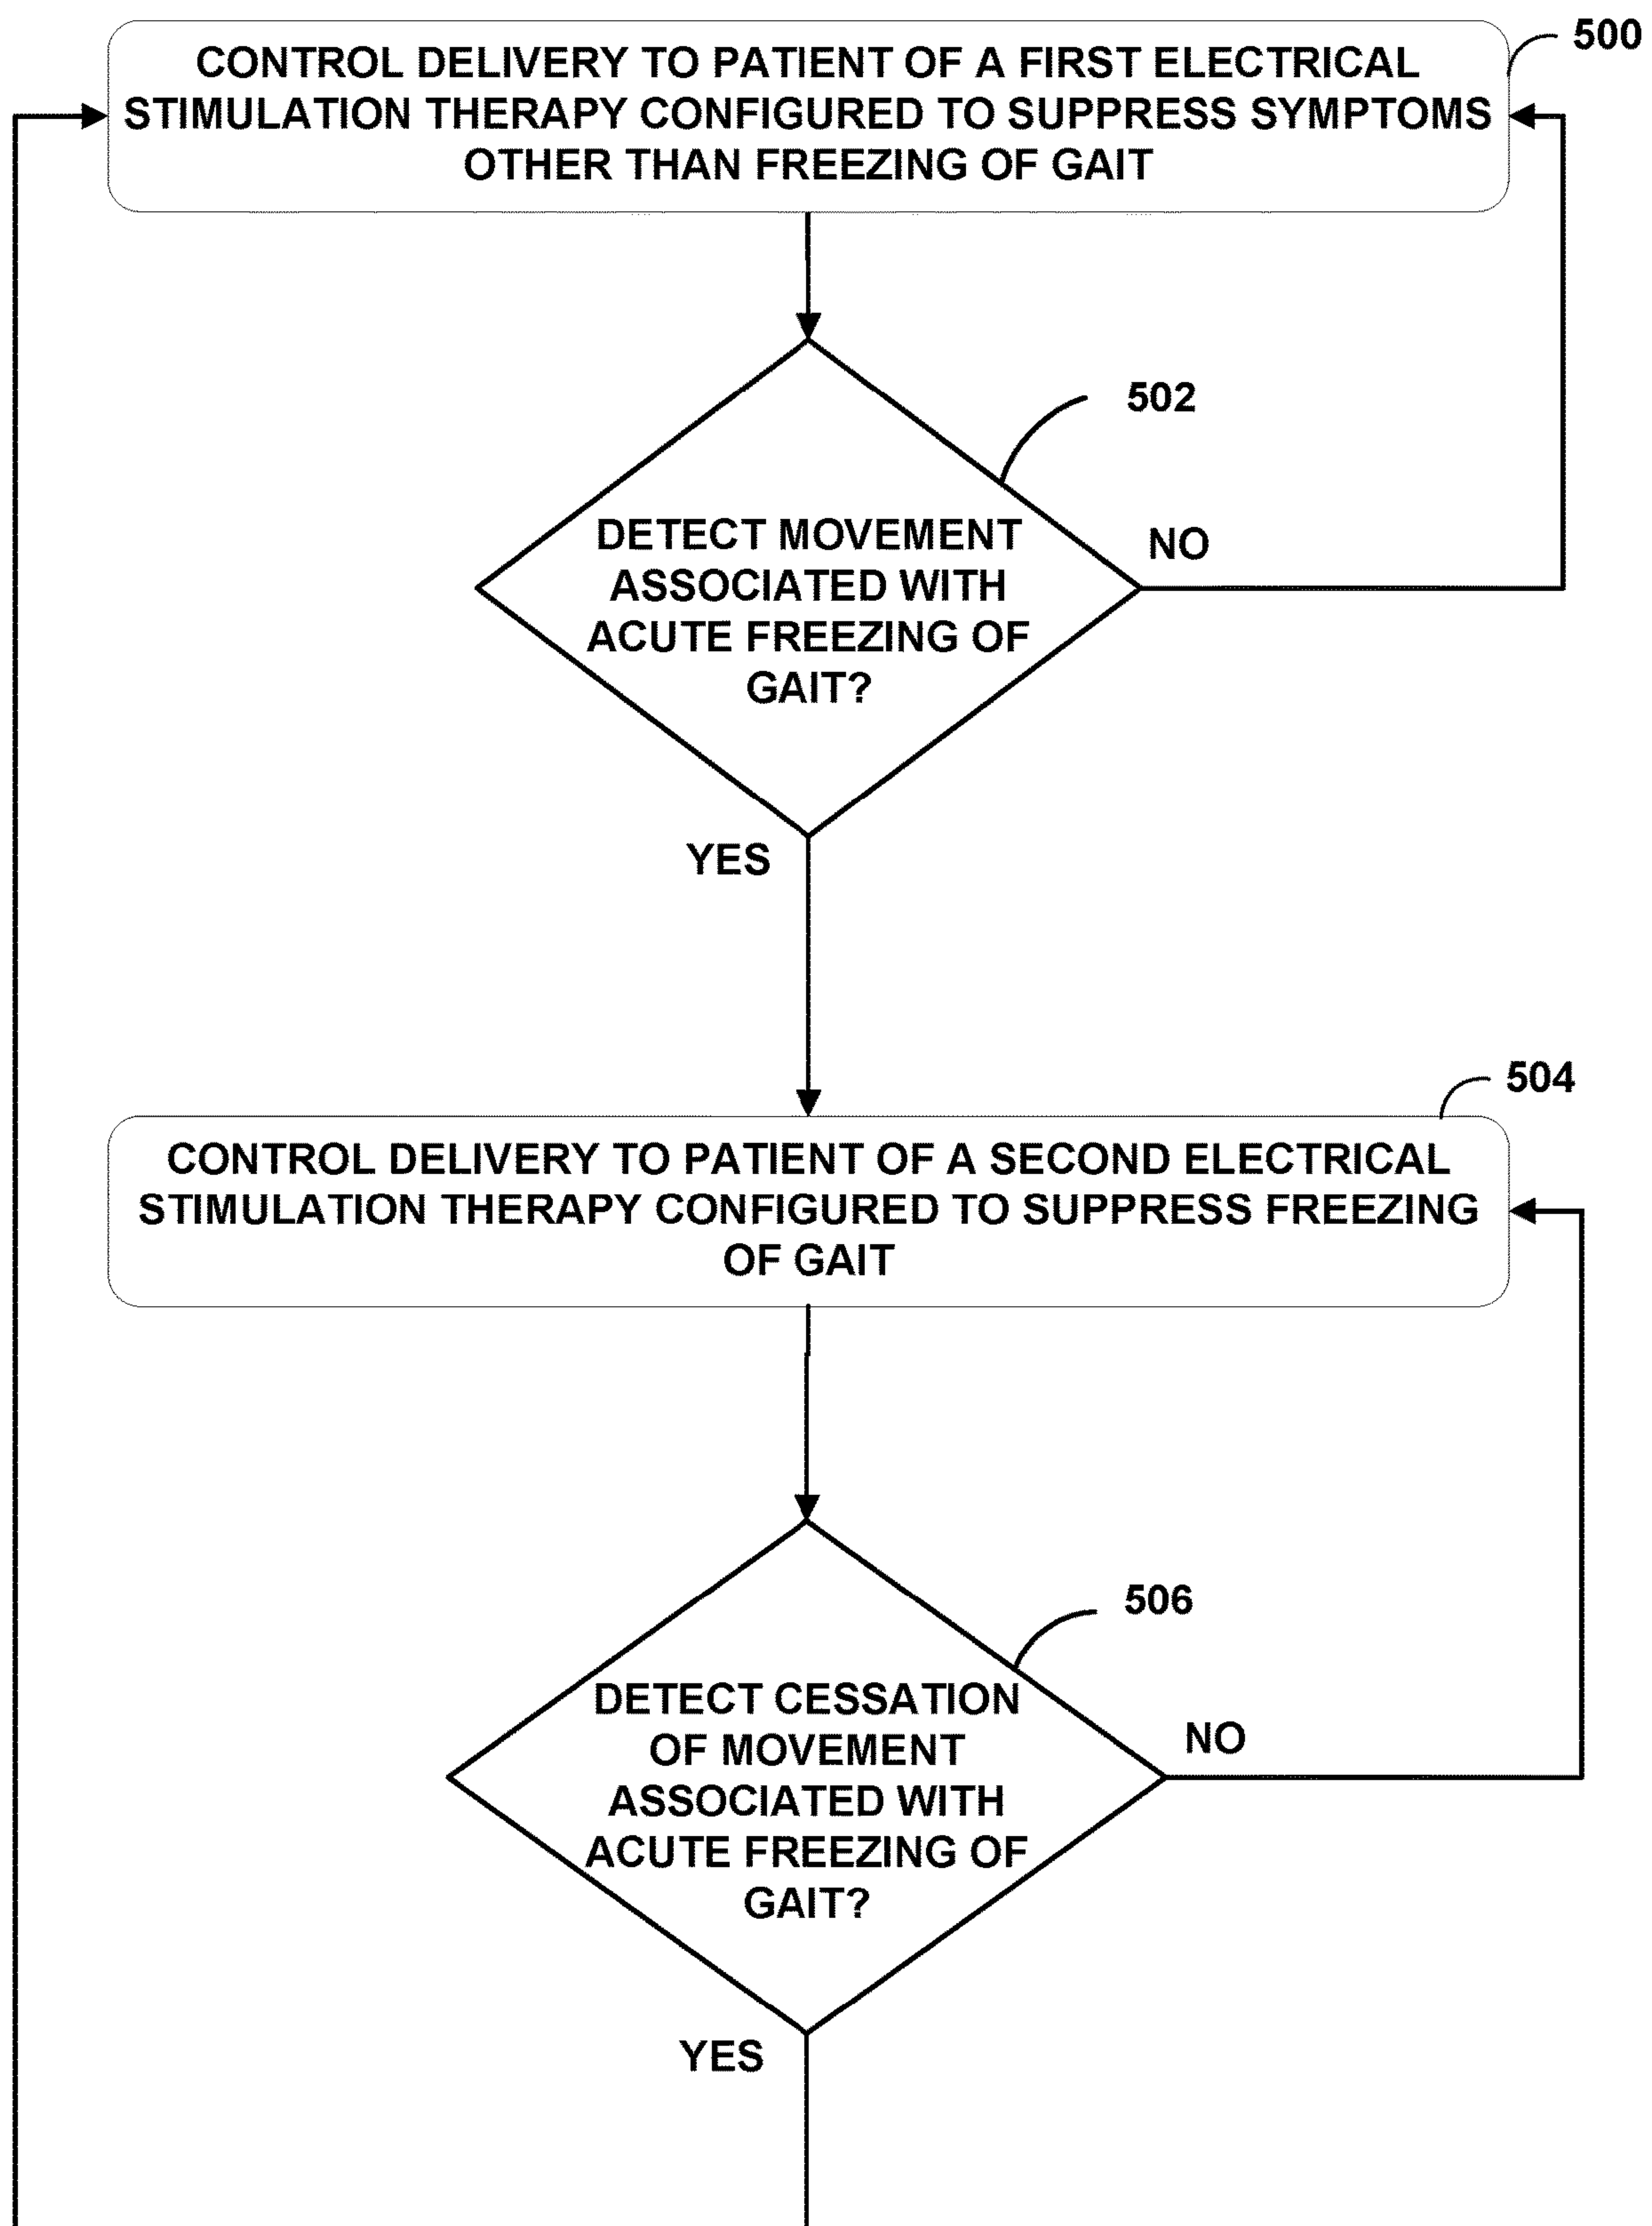 500
CONTROL DELIVERY TO PATIENT OF A FIRST ELECTRICAL
STIMULATION THERAPY CONFIGURED TO SUPPRESS SYMPTOMS
OTHER THAN FREEZING OF GAIT
502
DETECT MOVEMENT
ASSOCIATED WITH
ACUTE FREEZING OF
GAIT?
NO
YES
504
CONTROL DELIVERY TO PATIENT OF A SECOND ELECTRICAL
STIMULATION THERAPY CONFIGURED TO SUPPRESS FREEZING
OF GAIT
506
DETECT CESSATION
OF MOVEMENT
ASSOCIATED WITH
ACUTE FREEZING OF
GAIT?
NO
YES